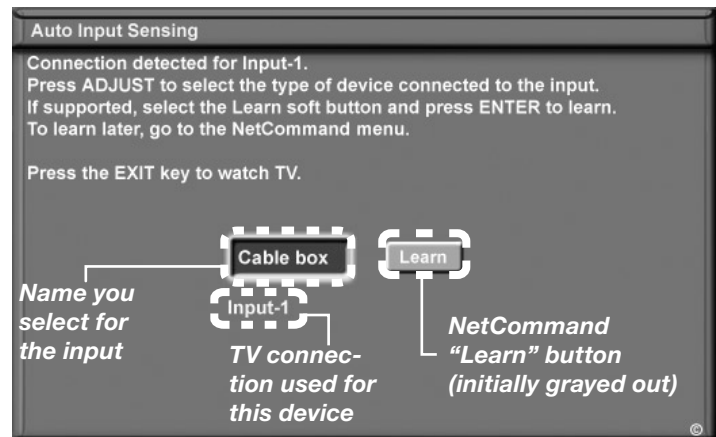 Auto Input Sensing
Connection detected for Input-1.
Press ADJUST to select the type of device connected to the input.
If supported, select the Learn soft button and press ENTER to learn.
To learn later, go to the NetCommand menu.
Press the EXIT key to watch TV.
Cable box
Learn
Input-1
Name you
select for
the input
TV connec-
tion used for
this device
NetCommand
“Learn” button
(initially grayed out)
©